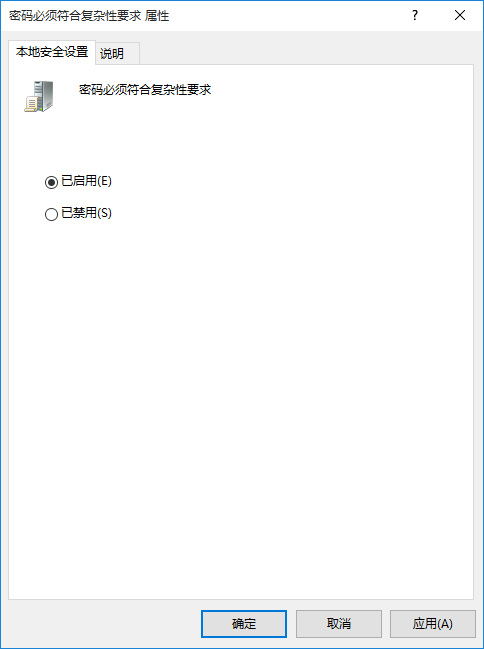 密码必须符合复杂性要求 属性
?
本地安全设置 说明
密码必须符合复杂性要求
已启用(E)
已禁用(S)
确定 取消 应用(A)